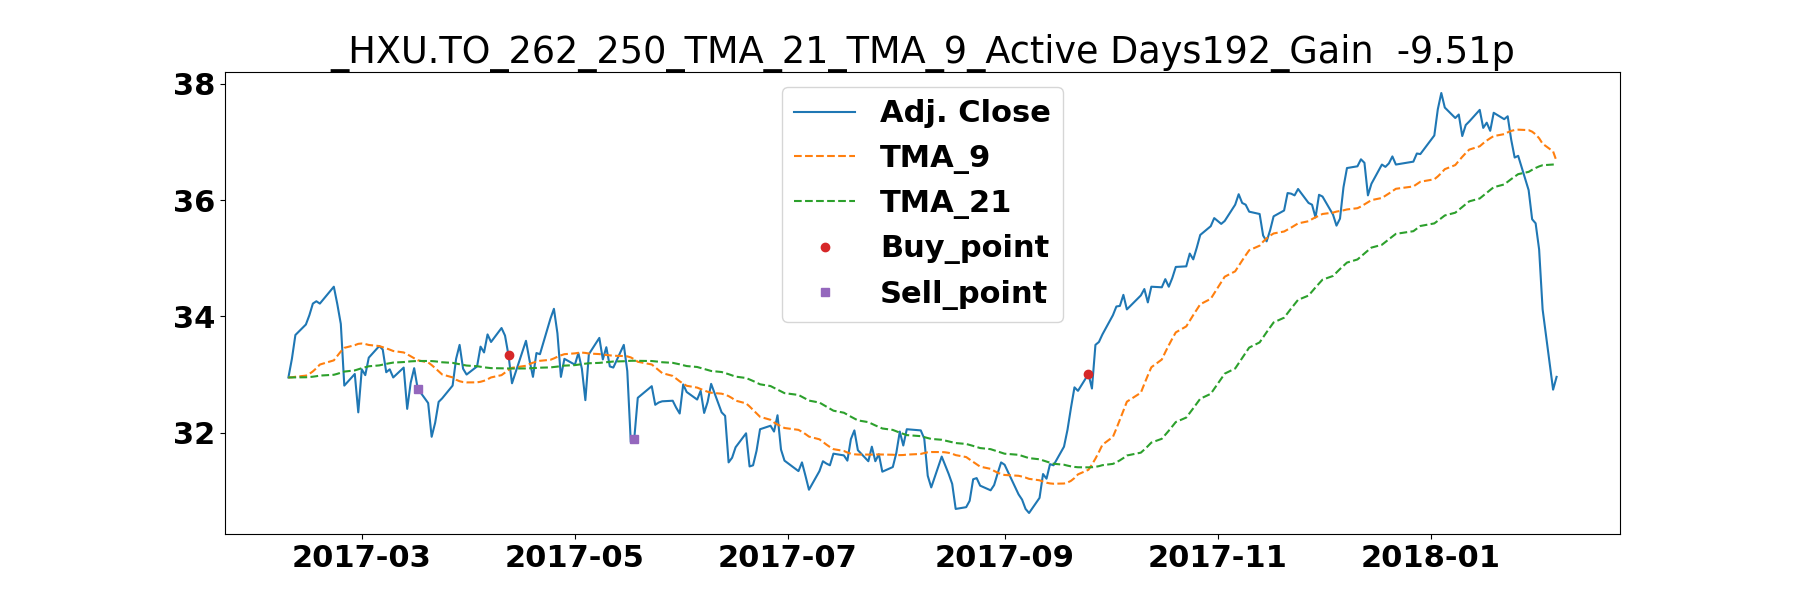 _HXU.TO_262_250_TMA_21_TMA_9_Active Days192_Gain  -9.51p
38
36
34
32
Adj. Close
TMA_9
TMA_21
Buy_point
Sell_point
2017-03 2017-05 2017-07 2017-09 2017-11 2018-01